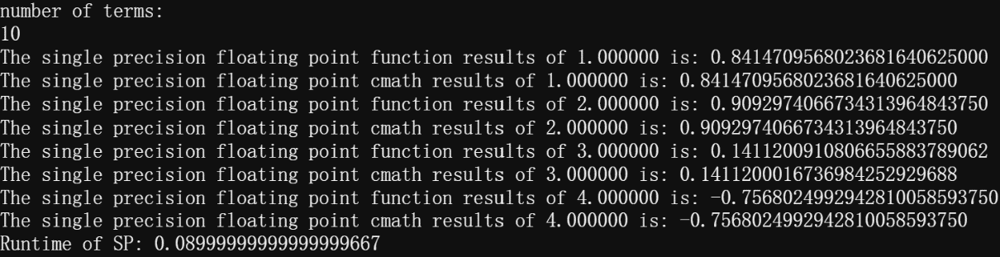 number of terms:
10
The single precision floating point function results of 1.000000 is: 0.8414709568023681640625000
The single precision floating point cmath results of 1.000000 is: 0.8414709568023681640625000
The single precision floating point function results of 2.000000 is: 0.9092974066734313964843750
The single precision floating point cmath results of 2.000000 is: 0.9092974066734313964843750
The single precision floating point function results of 3.000000 is: 0.1411200910806655883789062
The single precision floating point cmath results of 3.000000 is: 0.1411200016736984252929688
The single precision floating point function results of 4.000000 is: -0.7568024992942810058593750
The single precision floating point cmath results of 4.000000 is: -0.7568024992942810058593750
Runtime of SP: 0.08999999999999999667